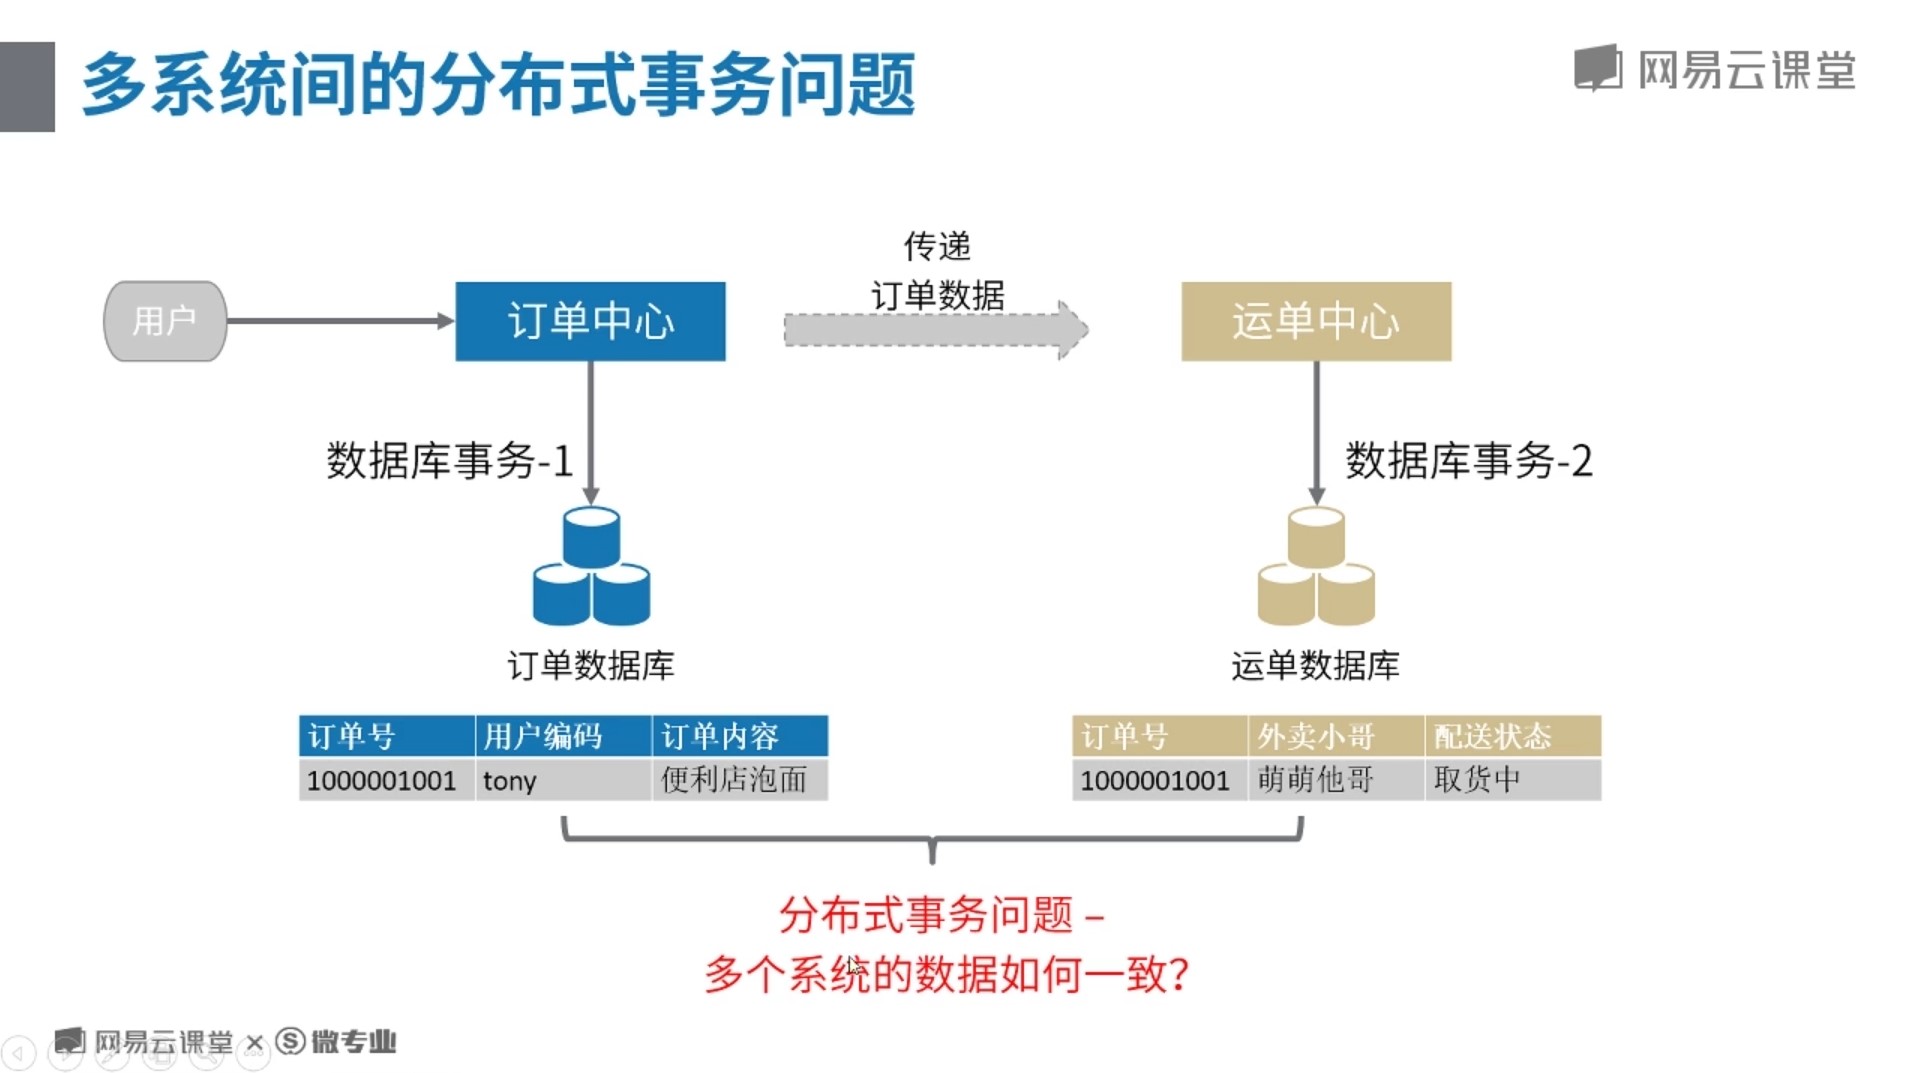 多系统间的分布式事务问题
网易云课堂
传递
订单数据
用户
订单中心
运单中心
数据库事务-1
数据库事务-2
订单数据库
运单数据库
订单号 用户编码 订单内容
1000001001 tony 便利店泡面
订单号 外卖小哥 配送状态
1000001001 萌萌他哥 取货中
分布式事务问题 –
多个系统的数据如何一致?
网易云课堂 × Ⓢ 微专业